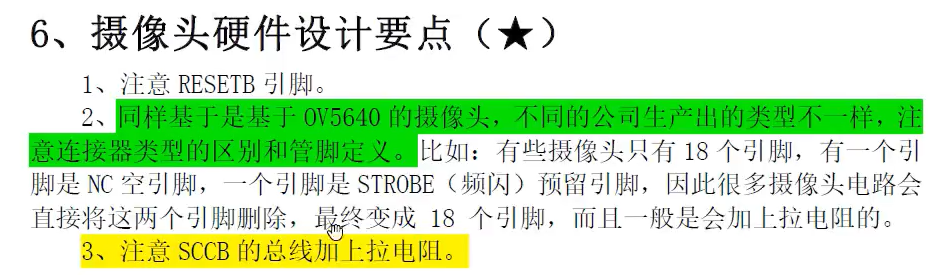 6、摄像头硬件设计要点（★）
1、注意 RESETB 引脚。
2、同样基于是基于 OV5640 的摄像头，不同的公司生产出的类型不一样，注
意连接器类型的区别和管脚定义。比如：有些摄像头只有 18 个引脚，有一个引
脚是 NC 空引脚，一个引脚是 STROBE（频闪）预留引脚，因此很多摄像头电路会
直接将这两个引脚删除，最终变成 18 个引脚，而且一般是会加上拉电阻的。
3、注意 SCCB 的总线加上拉电阻。